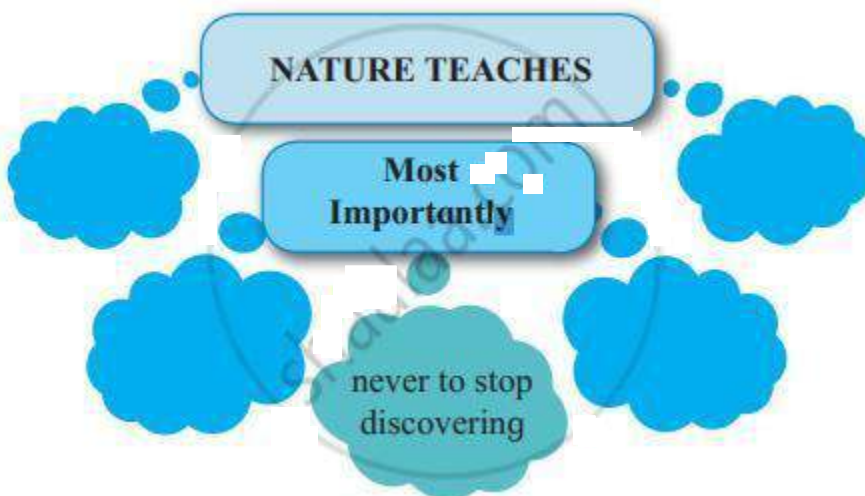 NATURE TEACHES
Most
Importantly
never to stop
discovering